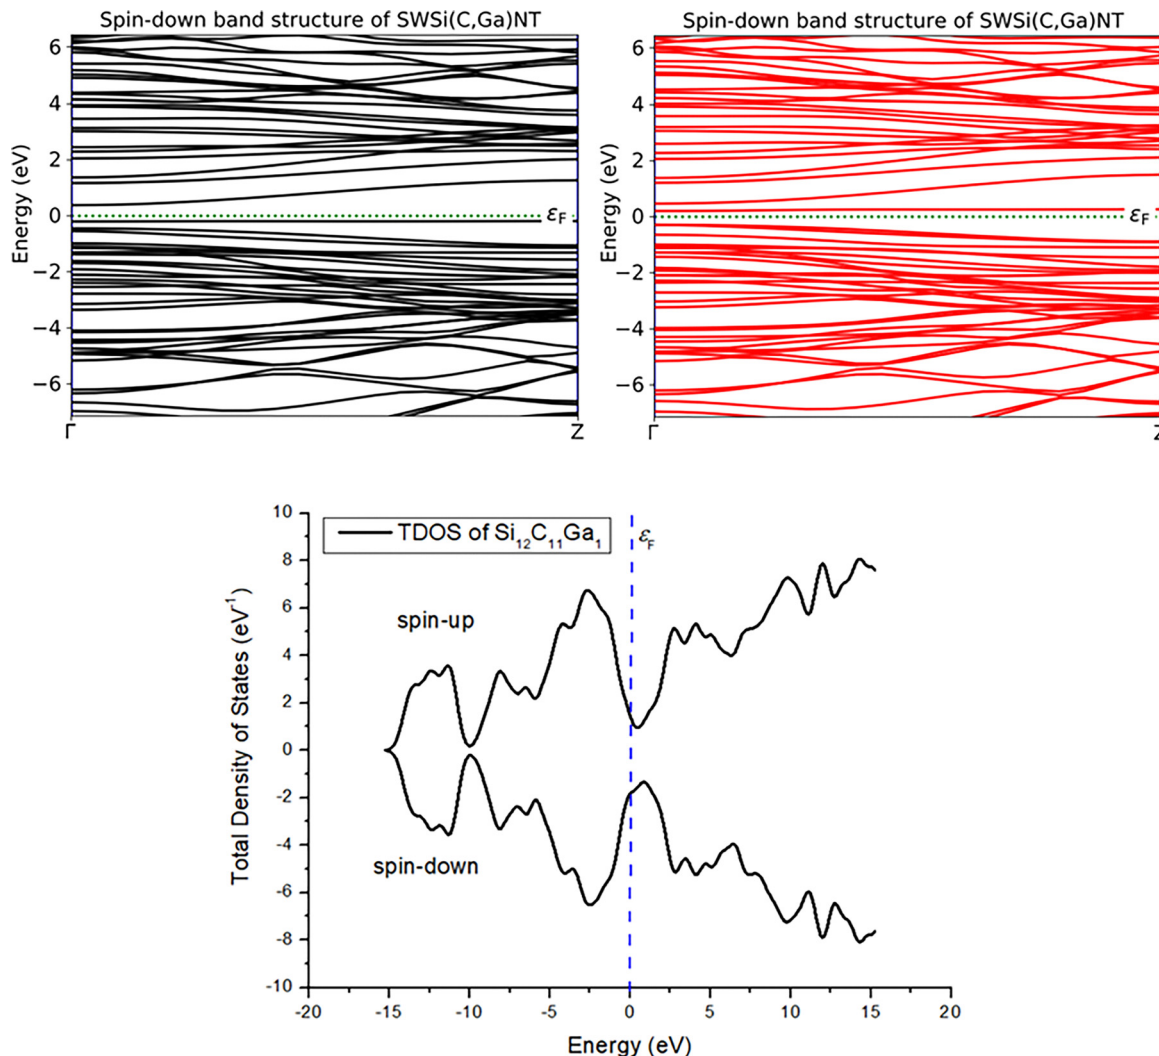 Spin-down band structure of SWSi(C,Ga)NT
Energy (eV)
6
4
2
0
−2
−4
−6
εF
Γ
Z
Spin-down band structure of SWSi(C,Ga)NT
Energy (eV)
6
4
2
0
−2
−4
−6
εF
Γ
Z
Total Density of States (eV⁻¹)
10
8
6
4
2
0
-2
-4
-6
-8
-10
TDOS of Si₁₂C₁₁Ga₁
εF
spin-up
spin-down
-20
-15
-10
-5
0
5
10
15
20
Energy (eV)